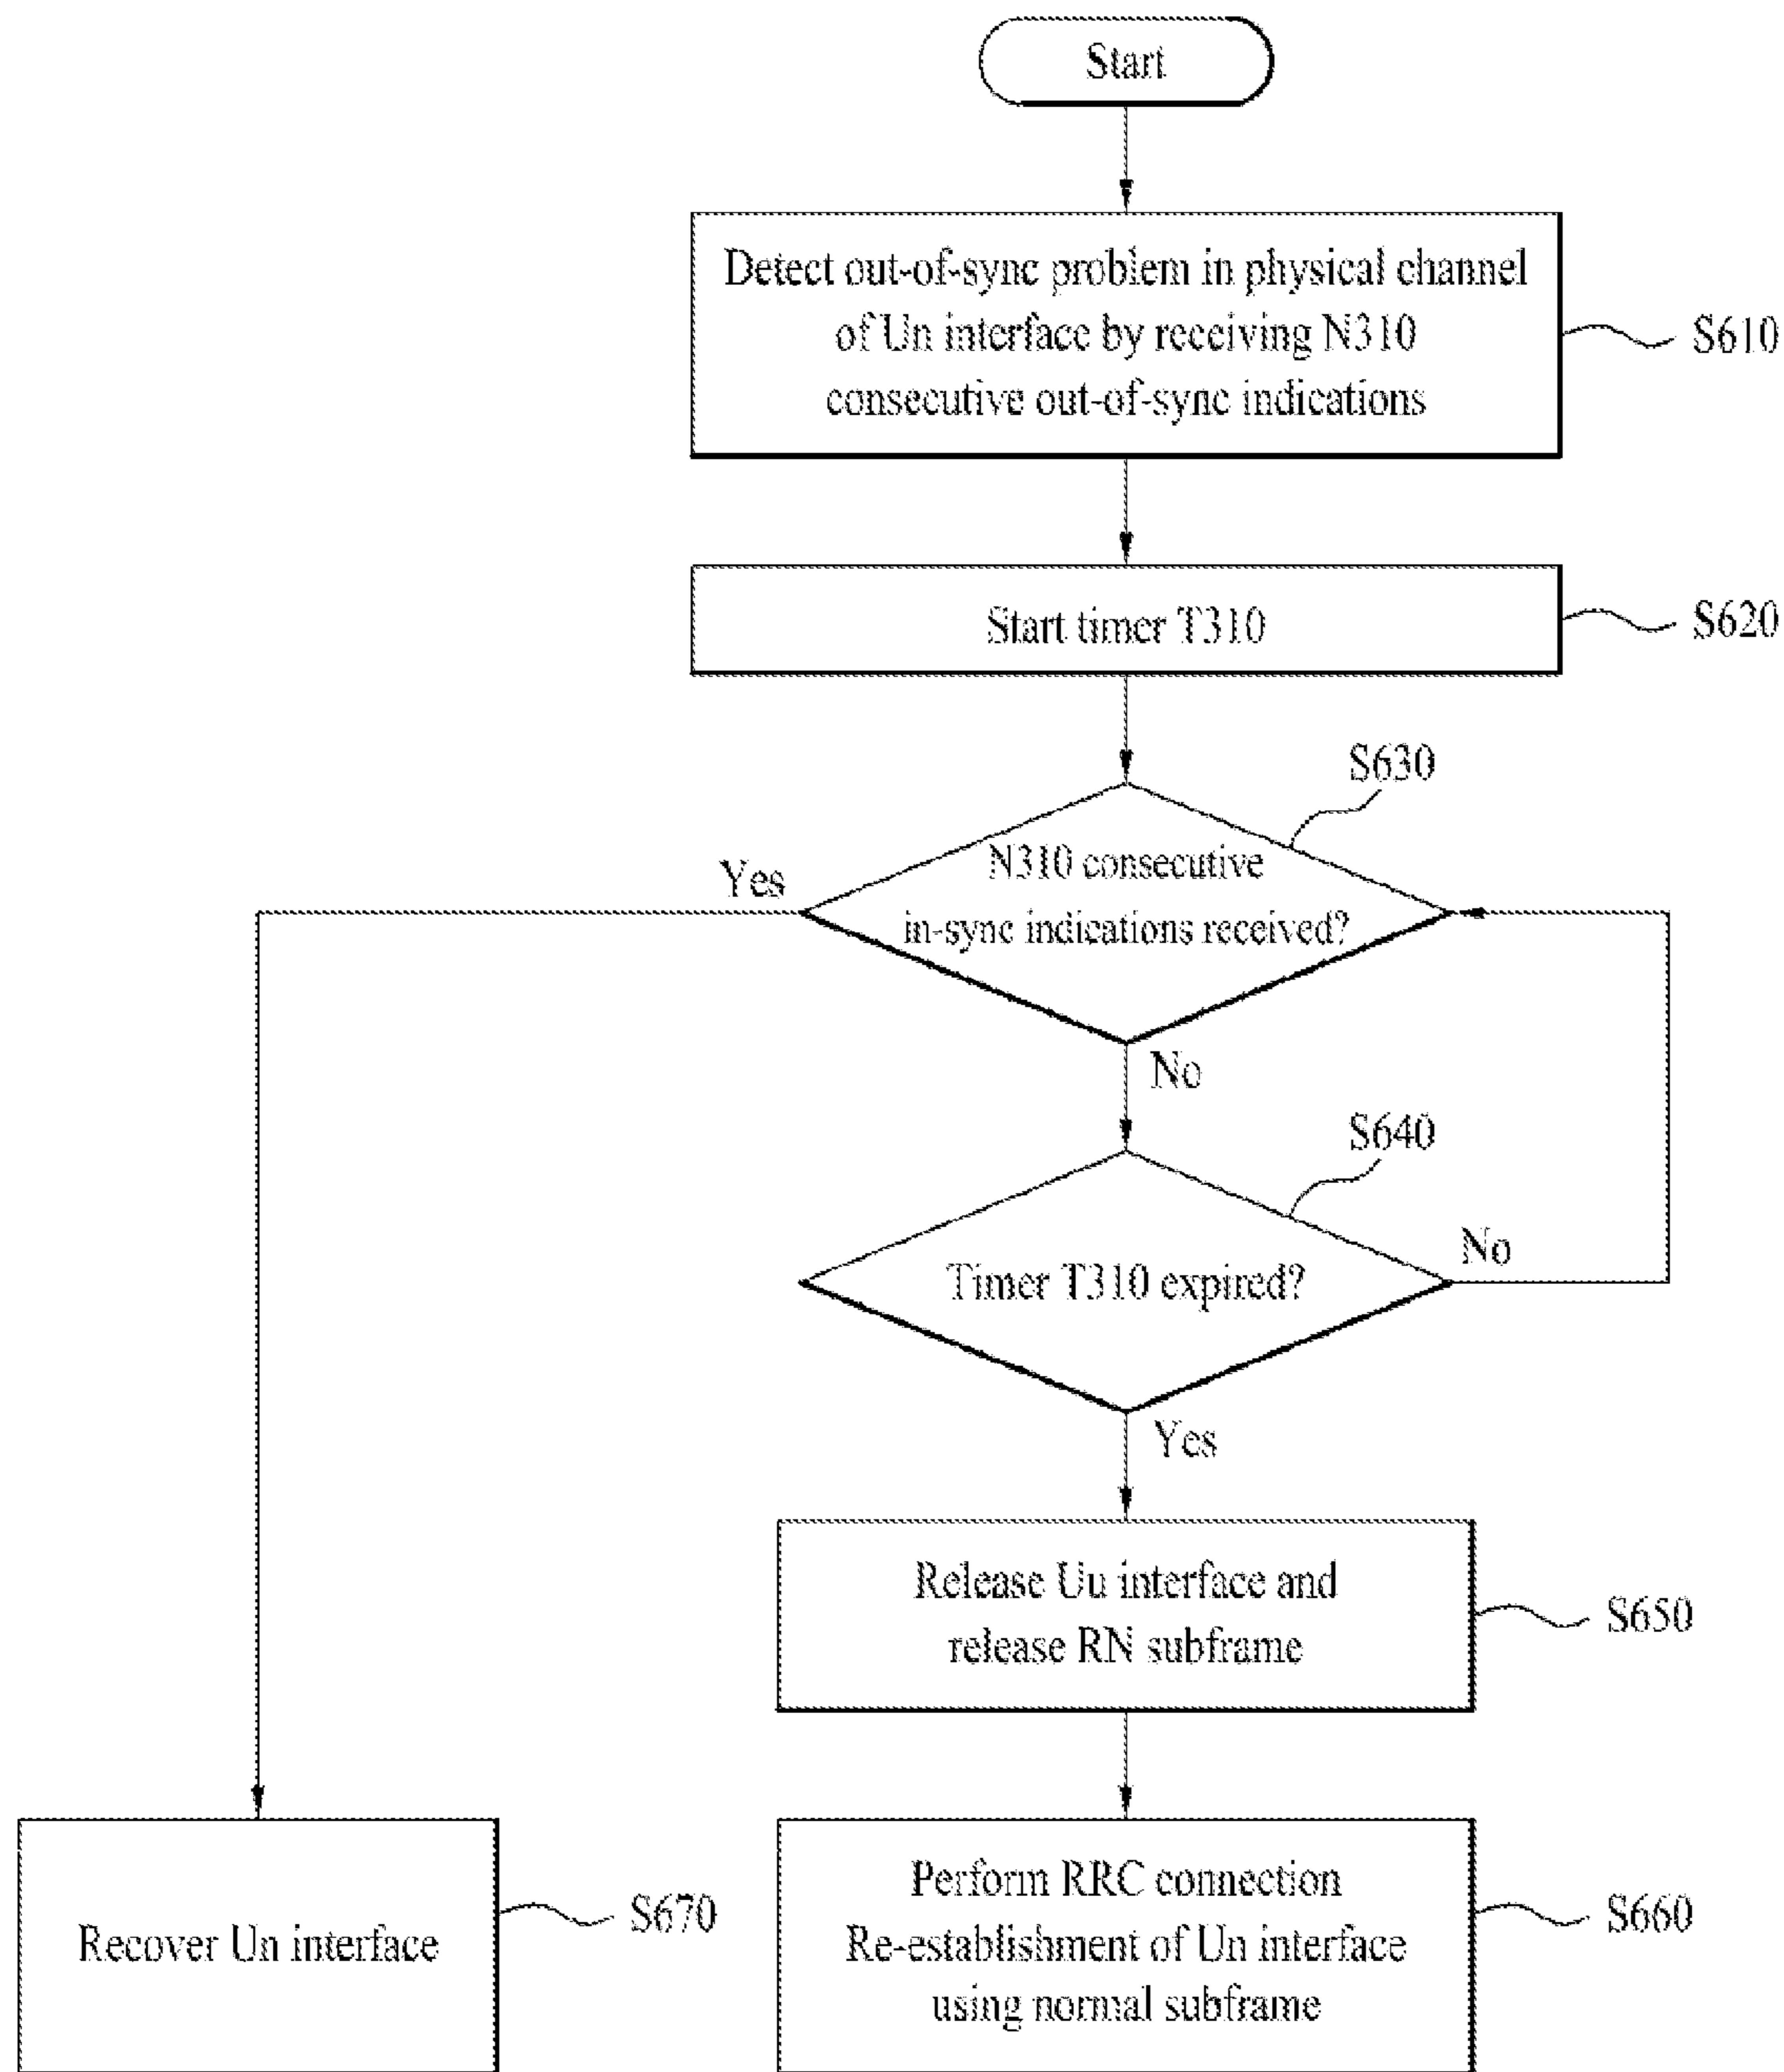 Start
Detect out-of-sync problem in physical channel
of Un interface by receiving N310
consecutive out-of-sync indications
S610
Start timer T310
S620
S630
N310 consecutive
in-sync indications received?
Yes
No
S640
Timer T310 expired?
No
Yes
Release Uu interface and
release RN subframe
S650
Recover Un interface
S670
Perform RRC connection
Re-establishment of Un interface
using normal subframe
S660